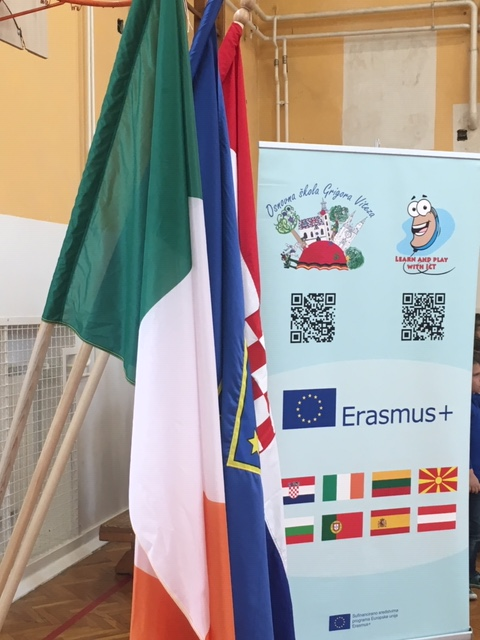 Osnovna škola Grigora Viteza
LEARN AND PLAY
WITH ICT
Erasmus+
Sufinancirano sredstvima
programa Europske unije
Erasmus+